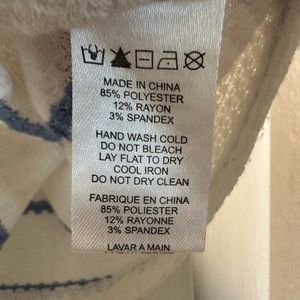 MADE IN CHINA
85% POLYESTER
12% RAYON
3% SPANDEX
HAND WASH COLD
DO NOT BLEACH
LAY FLAT TO DRY
COOL IRON
DO NOT DRY CLEAN
FABRIQUE EN CHINA
85% POLIESTER
12% RAYONNE
3% SPANDEX
LAVAR A MAIN